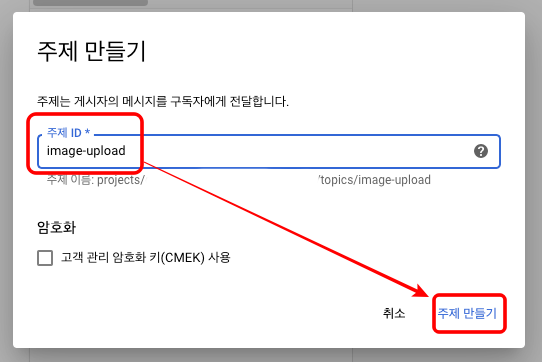 주제 만들기
주제는 게시자의 메시지를 구독자에게 전달합니다.
주제 ID *
image-upload
주제 이름: projects/ 'topics/image-upload
암호화
고객 관리 암호화 키(CMEK) 사용
취소 주제 만들기